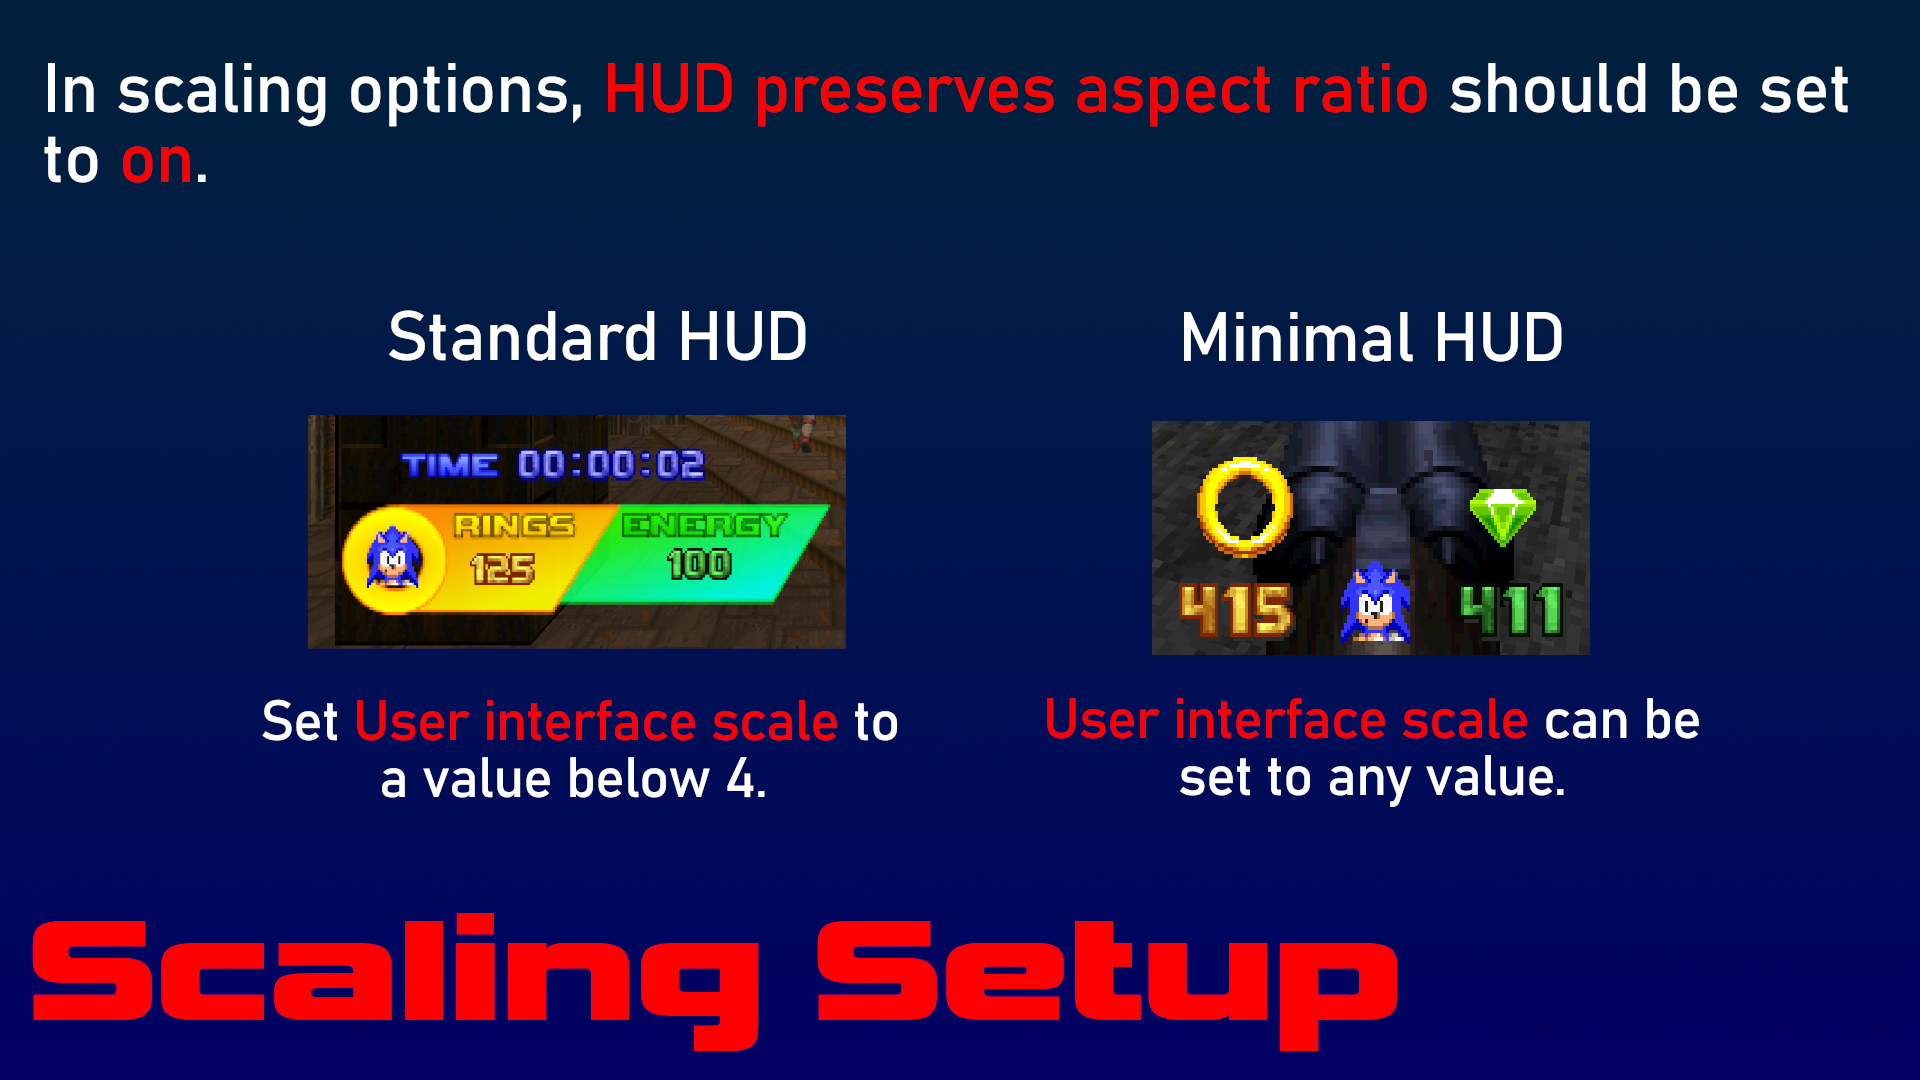 In scaling options, HUD preserves aspect ratio should be set
to on.
Standard HUD
TIME 00:00:02
RINGS ENERGY
125 100
Set User interface scale to
a value below 4.
Minimal HUD
415 411
User interface scale can be
set to any value.
Scaling Setup